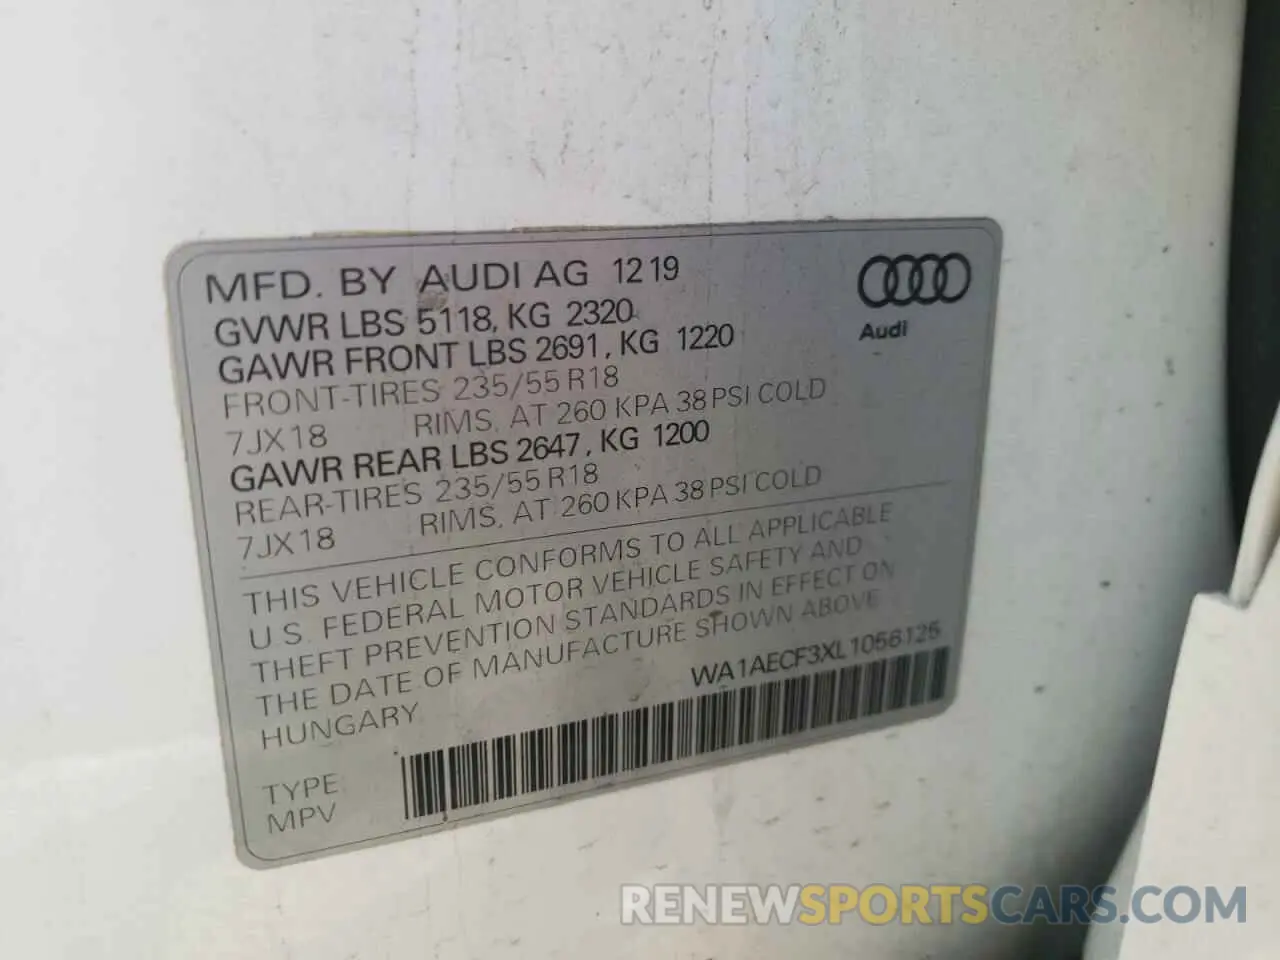 MFD. BY AUDI AG 12 19
GVWR LBS 5118, KG 2320
GAWR FRONT LBS 2691, KG 1220
FRONT-TIRES 235/55 R18
7JX18 RIMS, AT 260 KPA 38 PSI COLD
GAWR REAR LBS 2647, KG 1200
REAR-TIRES 235/55 R18
7JX18 RIMS, AT 260 KPA 38 PSI COLD
THIS VEHICLE CONFORMS TO ALL APPLICABLE
U.S. FEDERAL MOTOR VEHICLE SAFETY AND
THEFT PREVENTION STANDARDS IN EFFECT ON
THE DATE OF MANUFACTURE SHOWN ABOVE
HUNGARY
WA1AECF3XL1056125
TYPE
MPV
Audi
RENEWSPORTSCARS.COM